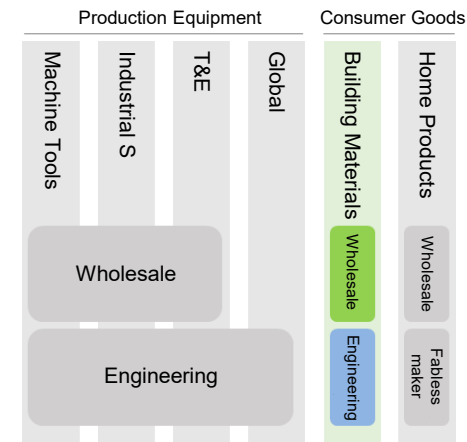 Production Equipment
Consumer Goods
Machine Tools
Industrial S
T&E
Global
Building Materials
Home Products
Wholesale
Wholesale
Wholesale
Engineering
Engineering
Fabless
maker